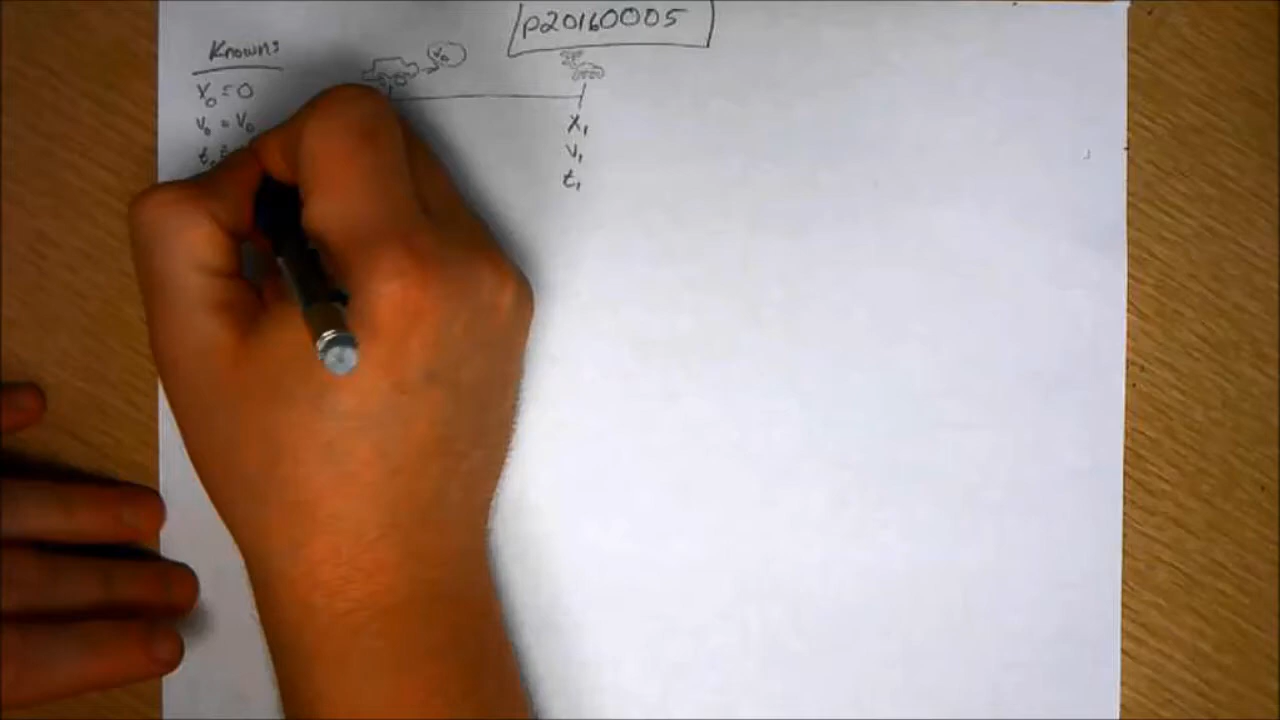 P20160005
Knowns
x₀ = 0
v₀ = v₀
v₀
x₁
v₁
t₁